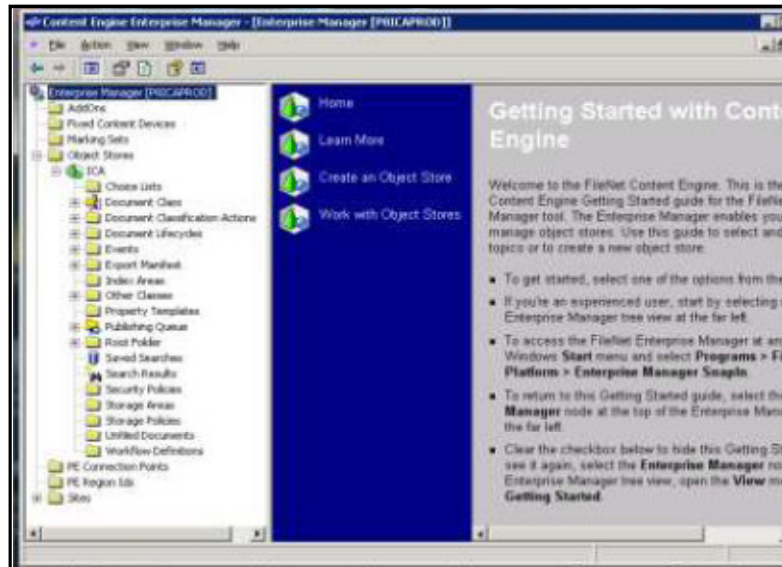 Content Engine Enterprise Manager - [Enterprise Manager [PRICAPROD]]
File Action View Window Help
Enterprise Manager [PRICAPROD]
AddOns
Fixed Content Devices
Marking Sets
Object Stores
ICA
Choice Lists
Document Class
Document Classification Actions
Document Lifecycles
Events
Export Manifest
Index Areas
Other Classes
Property Templates
Publishing Queue
Root Folder
Saved Searches
Search Results
Security Policies
Storage Areas
Storage Policies
Unfiled Documents
Workflow Definitions
PE Connection Points
PE Region Ids
Sites
Home
Learn More
Create an Object Store
Work with Object Stores
Getting Started with Cont
Engine
Welcome to the FileNet Content Engine. This is the
Content Engine Getting Started guide for the FileNe
Manager tool. The Enterprise Manager enables you
manage object stores. Use this guide to select and
topics or to create a new object store.
To get started, select one of the options from the
If you're an experienced user, start by selecting
Enterprise Manager tree view at the far left.
To access the FileNet Enterprise Manager at an
Windows Start menu and select Programs > Fi
Platform > Enterprise Manager SnapIn.
To return to this Getting Started guide, select th
Manager node at the top of the Enterprise Man
the far left.
Clear the checkbox below to hide this Getting St
see it again, select the Enterprise Manager no
Enterprise Manager tree view, open the View m
Getting Started.